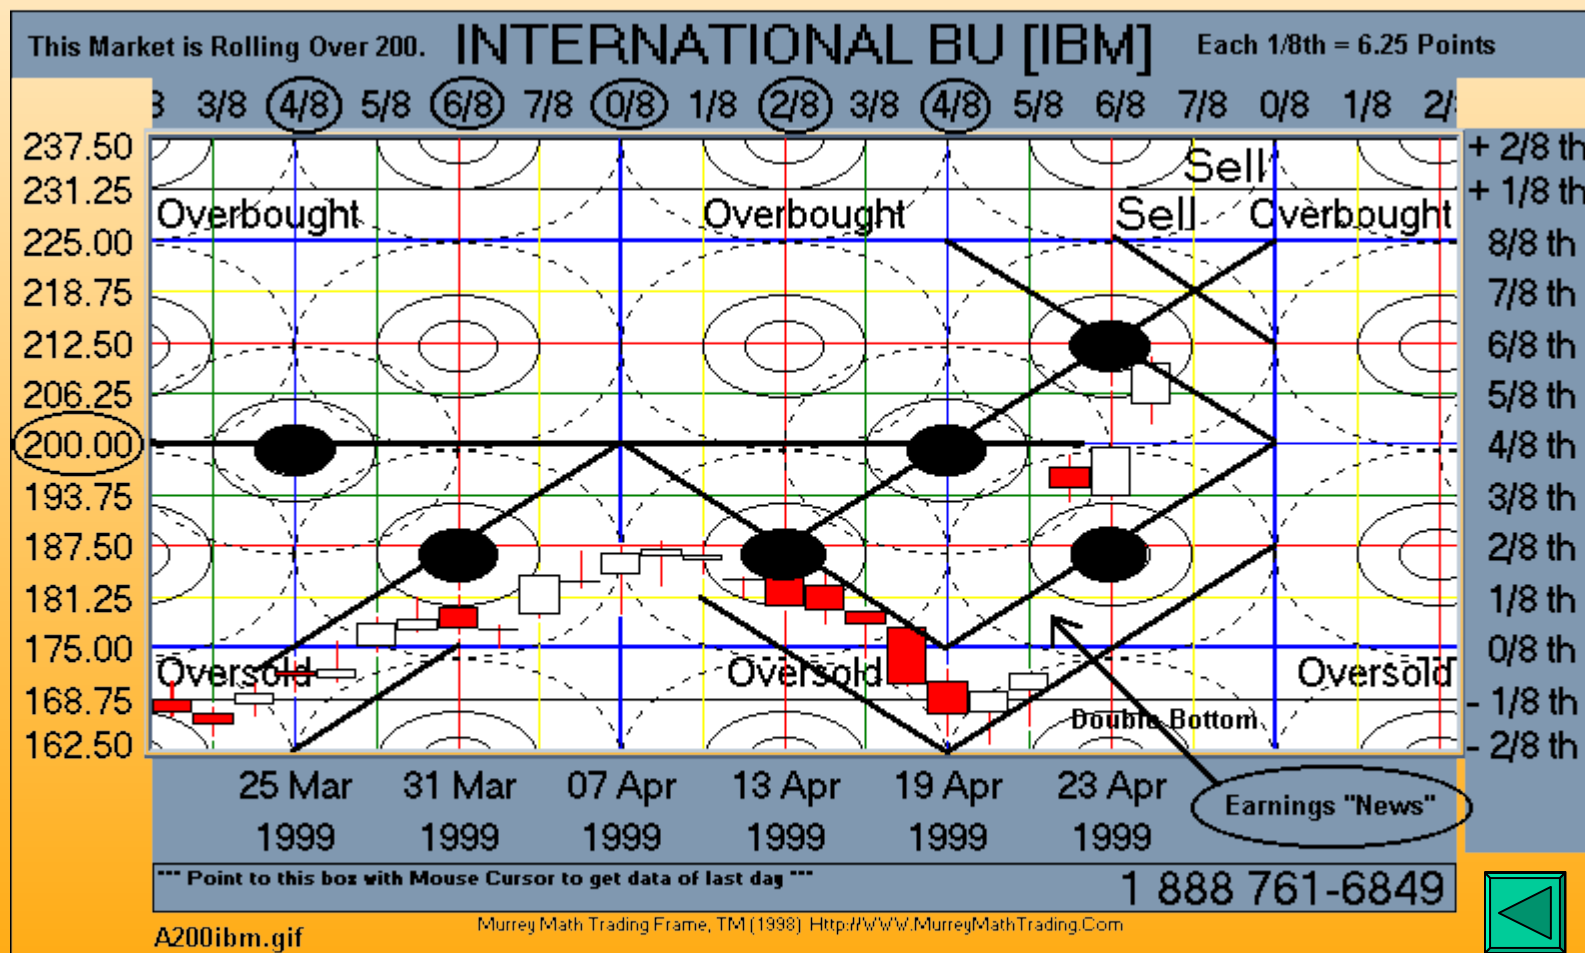 This Market is Rolling Over 200. INTERNATIONAL BU [IBM] Each 1/8th = 6.25 Points
3/8 4/8 5/8 6/8 7/8 0/8 1/8 2/8 3/8 4/8 5/8 6/8 7/8 0/8 1/8 2/
237.50 + 2/8 th
Sell
231.25 + 1/8 th
Overbought Overbought Sell Overbought
225.00 8/8 th
218.75 7/8 th
212.50 6/8 th
206.25 5/8 th
200.00 4/8 th
193.75 3/8 th
187.50 2/8 th
181.25 1/8 th
175.00 0/8 th
Oversold Oversold Oversold
168.75 - 1/8 th
Double Bottom
162.50 - 2/8 th
25 Mar 31 Mar 07 Apr 13 Apr 19 Apr 23 Apr
Earnings "News"
1999 1999 1999 1999 1999 1999
*** Point to this box with Mouse Cursor to get data of last day *** 1 888 761-6849
Murrey Math Trading Frame, TM (1998) Http://WWW.MurreyMathTrading.Com
A200ibm.gif